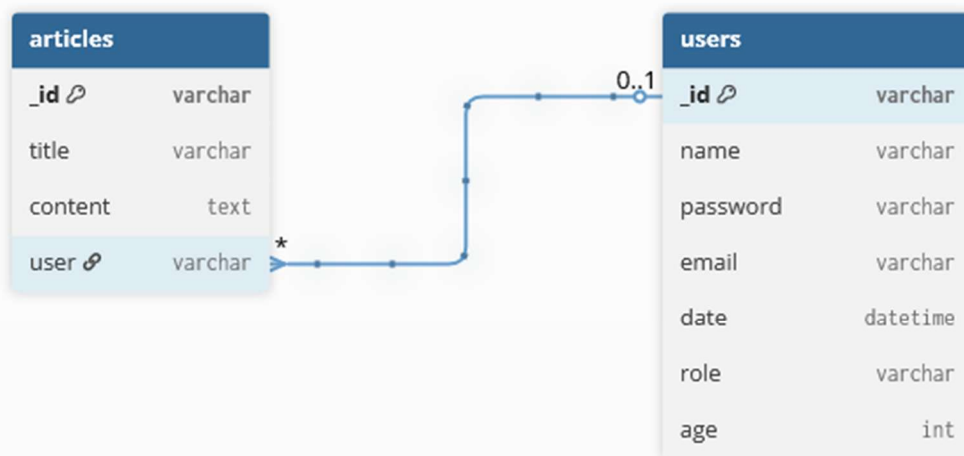 articles
_id varchar
title varchar
content text
user varchar
*
0..1
users
_id varchar
name varchar
password varchar
email varchar
date datetime
role varchar
age int